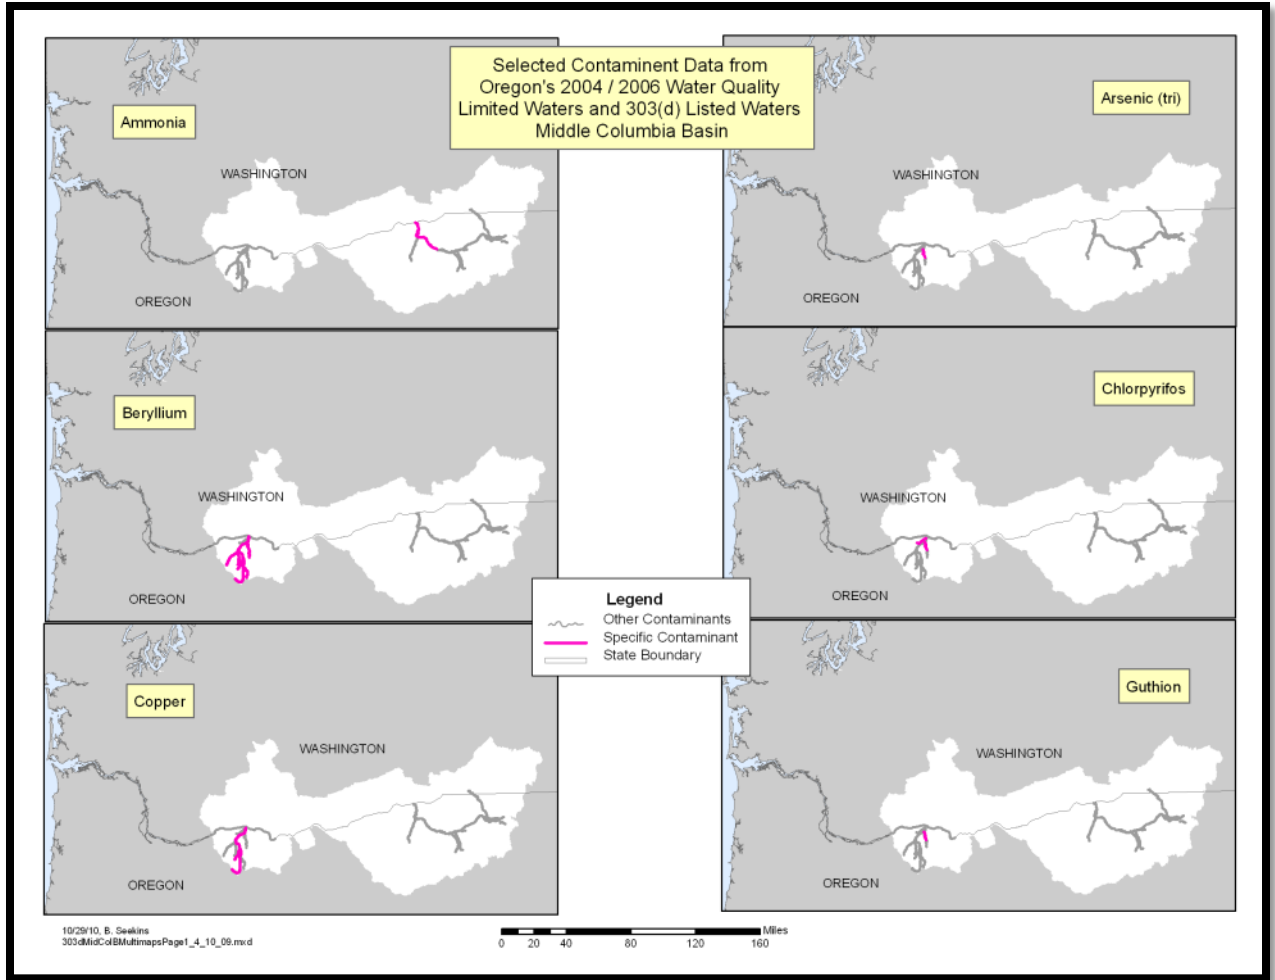 Selected Contaminent Data from
Oregon's 2004 / 2006 Water Quality
Limited Waters and 303(d) Listed Waters
Middle Columbia Basin
Ammonia
WASHINGTON
OREGON
Arsenic (tri)
WASHINGTON
OREGON
Beryllium
WASHINGTON
OREGON
Chlorpyrifos
WASHINGTON
OREGON
Legend
Other Contaminants
Specific Contaminant
State Boundary
Copper
WASHINGTON
OREGON
Guthion
WASHINGTON
OREGON
10/29/10, B. Seekins
303dMidColBMultimapsPage1_4_10_09.mxd
Miles
0 20 40 80 120 160